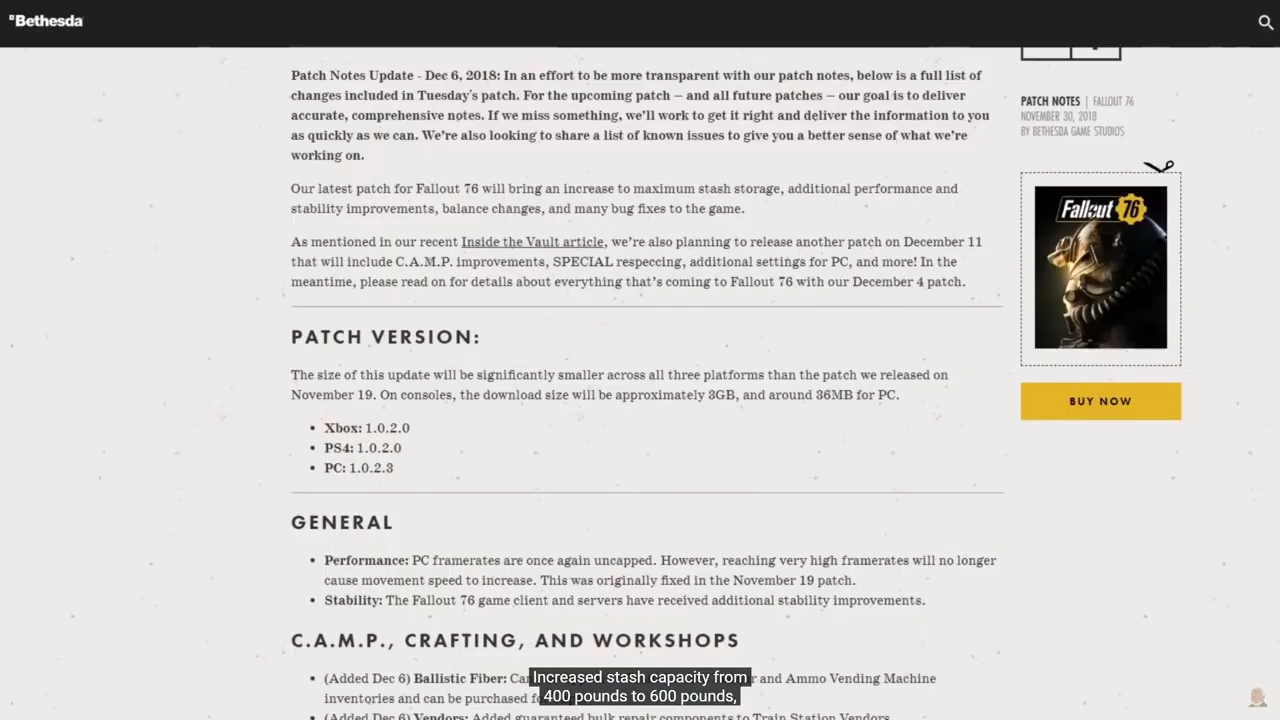 Bethesda
Patch Notes Update - Dec 6, 2018: In an effort to be more transparent with our patch notes, below is a full list of
changes included in Tuesday's patch. For the upcoming patch — and all future patches — our goal is to deliver
accurate, comprehensive notes. If we miss something, we'll work to get it right and deliver the information to you
as quickly as we can. We're also looking to share a list of known issues to give you a better sense of what we're
working on.
Our latest patch for Fallout 76 will bring an increase to maximum stash storage, additional performance and
stability improvements, balance changes, and many bug fixes to the game.
As mentioned in our recent Inside the Vault article, we're also planning to release another patch on December 11
that will include C.A.M.P. improvements, SPECIAL respeccing, additional settings for PC, and more! In the
meantime, please read on for details about everything that's coming to Fallout 76 with our December 4 patch.
PATCH VERSION:
The size of this update will be significantly smaller across all three platforms than the patch we released on
November 19. On consoles, the download size will be approximately 3GB, and around 36MB for PC.
• Xbox: 1.0.2.0
• PS4: 1.0.2.0
• PC: 1.0.2.3
GENERAL
• Performance: PC framerates are once again uncapped. However, reaching very high framerates will no longer
cause movement speed to increase. This was originally fixed in the November 19 patch.
• Stability: The Fallout 76 game client and servers have received additional stability improvements.
C.A.M.P., CRAFTING, AND WORKSHOPS
• (Added Dec 6) Ballistic Fiber: and Ammo Vending Machine
inventories and can be purchased
• (Added Dec 6) Vendors: Added guaranteed bulk repair components to Train Station Vendors
PATCH NOTES | FALLOUT 76
NOVEMBER 30, 2018
BY BETHESDA GAME STUDIOS
Fallout 76
BUY NOW
Increased stash capacity from
400 pounds to 600 pounds,